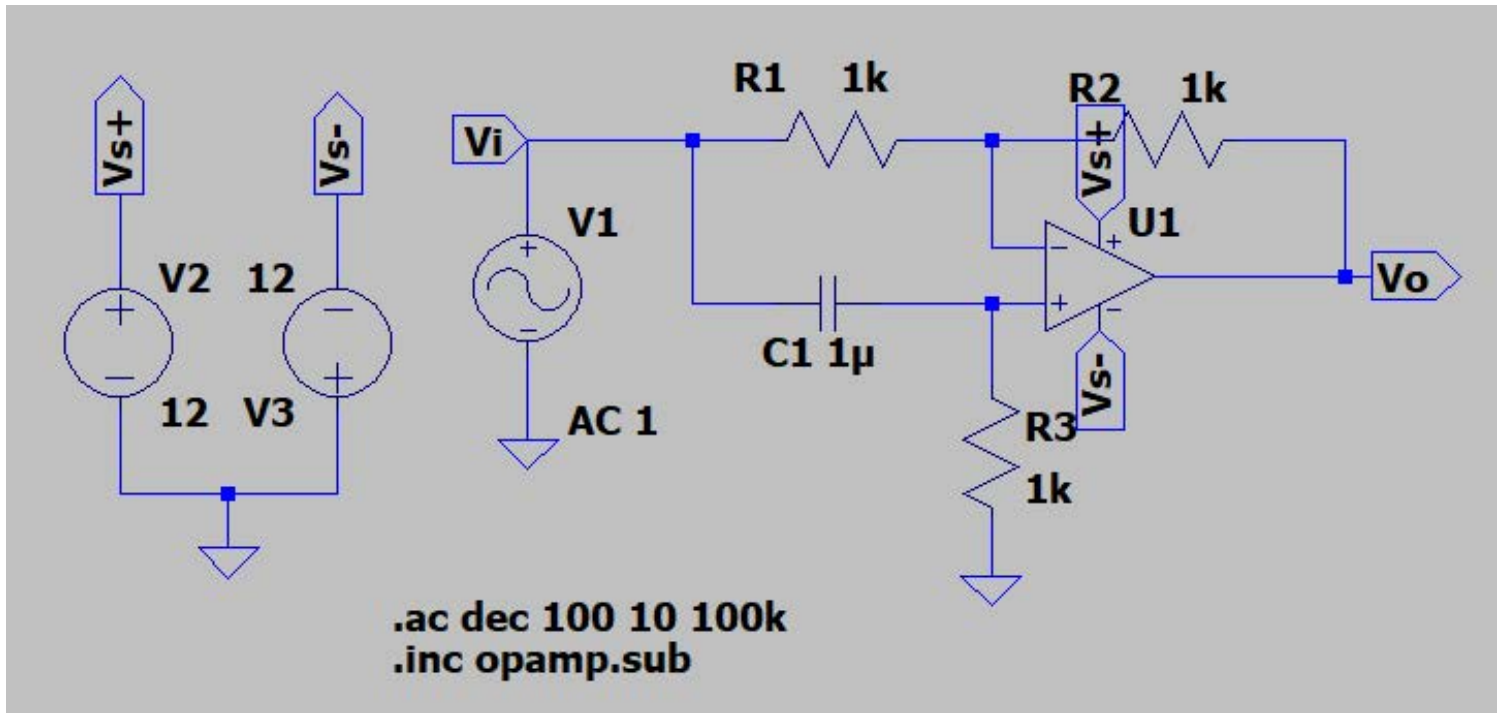 Vs+
Vs-
V2
12
12
V3
Vi
V1
AC 1
R1
1k
R2
1k
Vs+
U1
Vo
C1 1µ
Vs-
R3
1k
.ac dec 100 10 100k
.inc opamp.sub